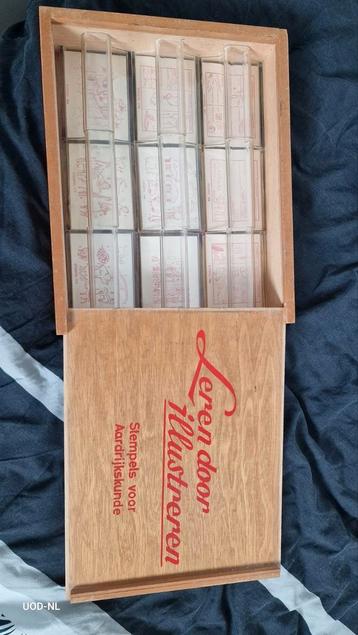 Leren door
illustreren
Stempels voor
Aardrijkskunde
UOD-NL